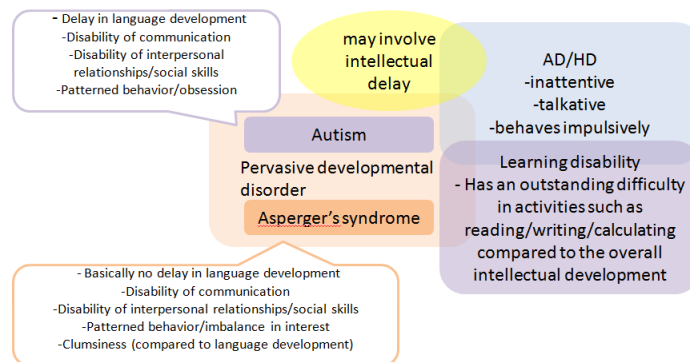 - Delay in language development
-Disability of communication
-Disability of interpersonal
relationships/social skills
-Patterned behavior/obsession
may involve
intellectual
delay
AD/HD
-inattentive
-talkative
-behaves impulsively
Autism
Pervasive developmental
disorder
Asperger's syndrome
Learning disability
- Has an outstanding difficulty
in activities such as
reading/writing/calculating
compared to the overall
intellectual development
- Basically no delay in language development
-Disability of communication
-Disability of interpersonal relationships/social skills
-Patterned behavior/imbalance in interest
-Clumsiness (compared to language development)